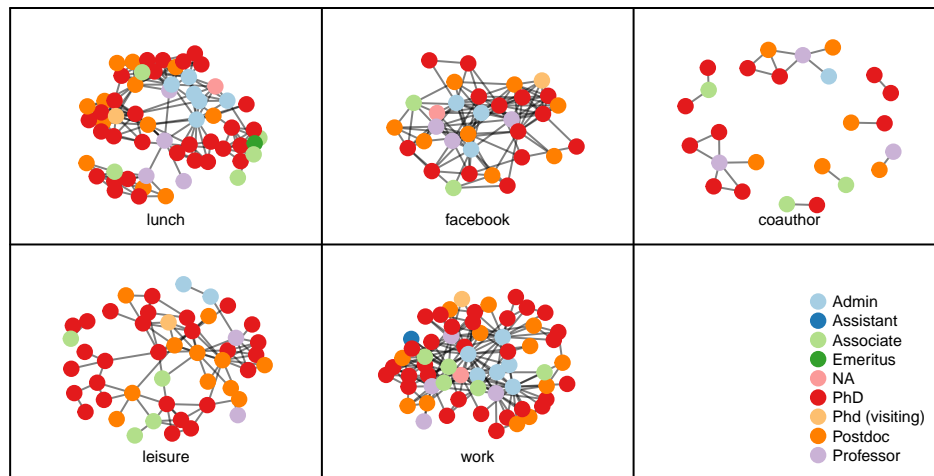 lunch
facebook
coauthor
leisure
work
Admin
Assistant
Associate
Emeritus
NA
PhD
Phd (visiting)
Postdoc
Professor